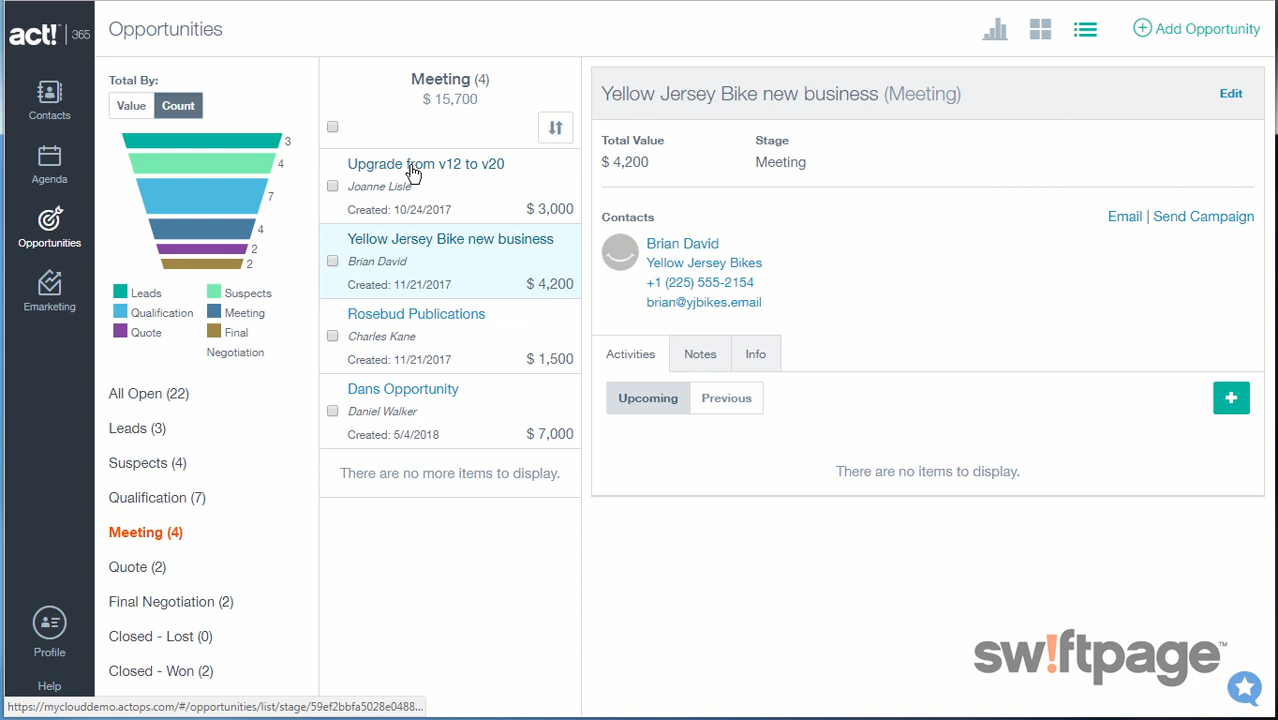 act! 365
Opportunities
Add Opportunity
Contacts
Agenda
Opportunities
Emarketing
Profile
Help
Total By:
Value Count
3
4
7
4
2
2
Leads Suspects
Qualification Meeting
Quote Final
Negotiation
All Open (22)
Leads (3)
Suspects (4)
Qualification (7)
Meeting (4)
Quote (2)
Final Negotiation (2)
Closed - Lost (0)
Closed - Won (2)
Meeting (4)
$ 15,700
Upgrade from v12 to v20
Joanne Lisle
Created: 10/24/2017 $ 3,000
Yellow Jersey Bike new business
Brian David
Created: 11/21/2017 $ 4,200
Rosebud Publications
Charles Kane
Created: 11/21/2017 $ 1,500
Dans Opportunity
Daniel Walker
Created: 5/4/2018 $ 7,000
There are no more items to display.
Yellow Jersey Bike new business (Meeting) Edit
Total Value Stage
$ 4,200 Meeting
Contacts Email | Send Campaign
Brian David
Yellow Jersey Bikes
+1 (225) 555-2154
brian@yjbikes.email
Activities Notes Info
Upcoming Previous
There are no items to display.
sw!ftpage™
https://myclouddemo.actops.com/#/opportunities/list/stage/59ef2bbfa5028e0488...